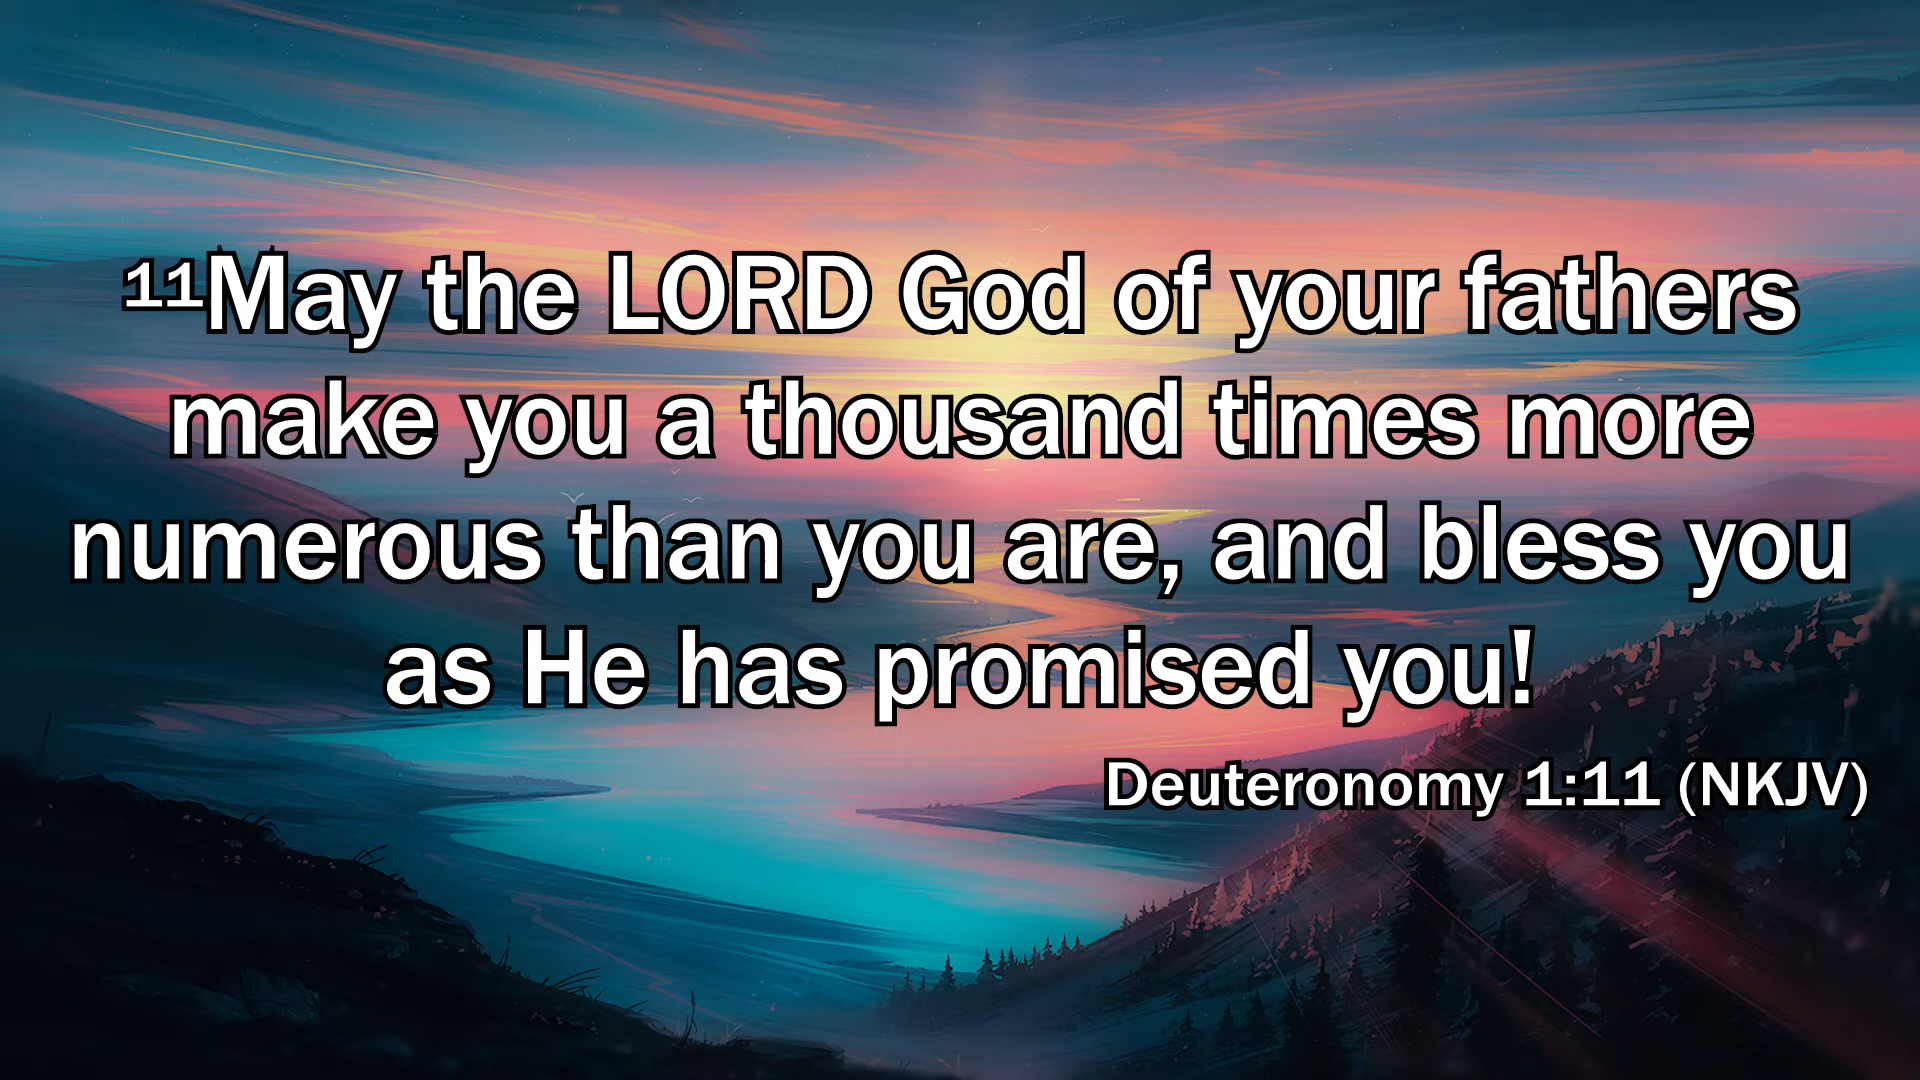 ¹¹May the LORD God of your fathers
make you a thousand times more
numerous than you are, and bless you
as He has promised you!
Deuteronomy 1:11 (NKJV)